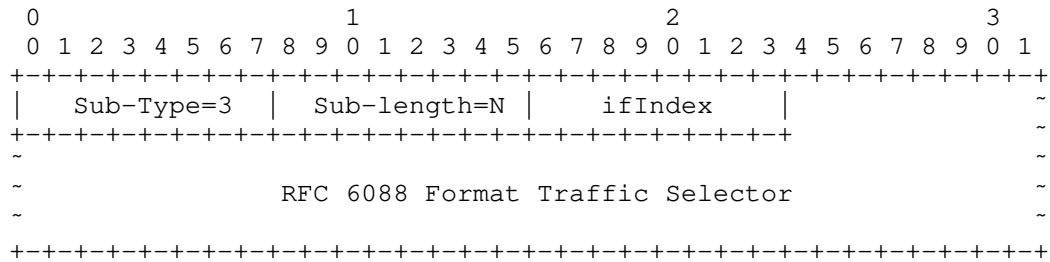 0                   1                   2                   3
 0 1 2 3 4 5 6 7 8 9 0 1 2 3 4 5 6 7 8 9 0 1 2 3 4 5 6 7 8 9 0 1
+-+-+-+-+-+-+-+-+-+-+-+-+-+-+-+-+-+-+-+-+-+-+-+-+-+-+-+-+-+-+-+-+
|   Sub-Type=3  |  Sub-length=N |    ifIndex    |               ~
+-+-+-+-+-+-+-+-+-+-+-+-+-+-+-+-+-+-+-+-+-+-+-+-+               ~
~                                                               ~
~                RFC 6088 Format Traffic Selector               ~
~                                                               ~
+-+-+-+-+-+-+-+-+-+-+-+-+-+-+-+-+-+-+-+-+-+-+-+-+-+-+-+-+-+-+-+-+